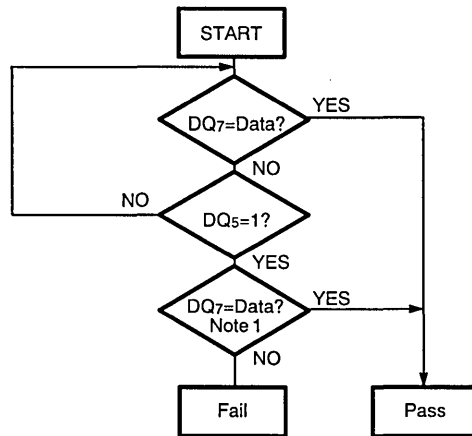 START
DQ7=Data?
YES
NO
NO
DQ5=1?
YES
DQ7=Data?
Note 1
YES
NO
Fail
Pass